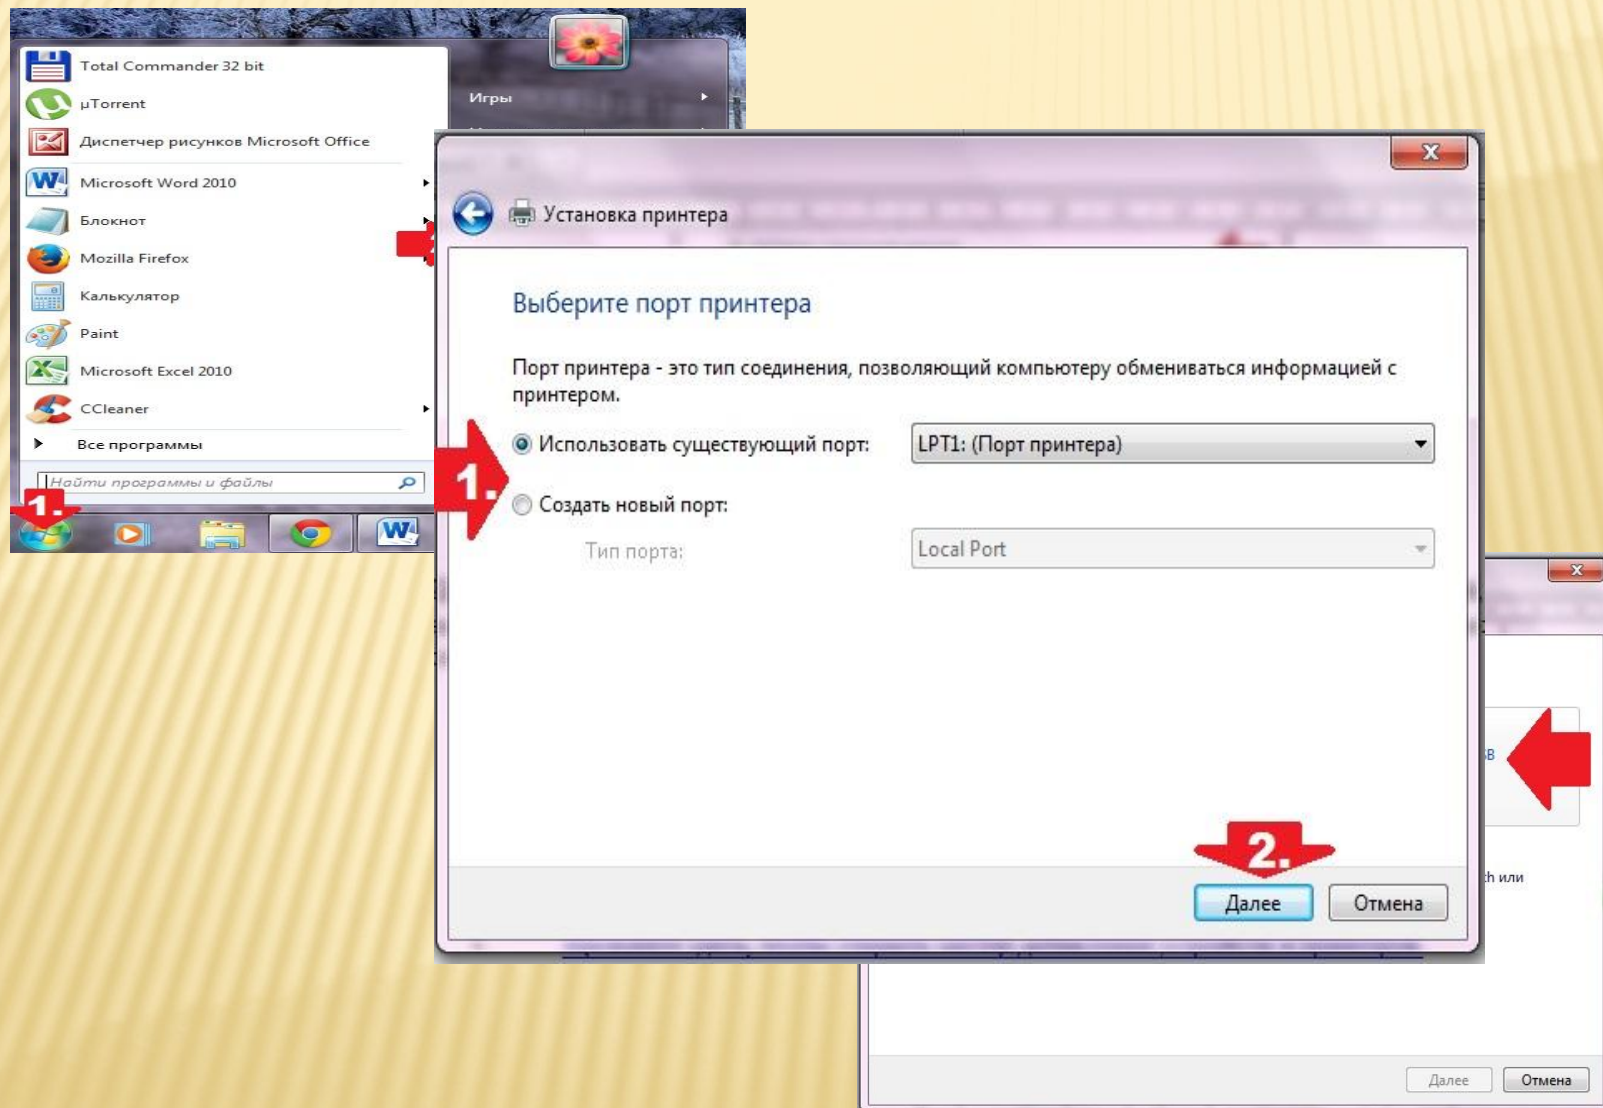 Total Commander 32 bit
µTorrent
Диспетчер рисунков Microsoft Office
Microsoft Word 2010
Блокнот
Mozilla Firefox
Калькулятор
Paint
Microsoft Excel 2010
CCleaner
Все программы
Найти программы и файлы
1.
Игры
Установка принтера
Выберите порт принтера
Порт принтера - это тип соединения, позволяющий компьютеру обмениваться информацией с
принтером.
1.
Использовать существующий порт:
LPT1: (Порт принтера)
Создать новый порт:
Тип порта:
Local Port
2.
Далее
Отмена
или
Далее
Отмена